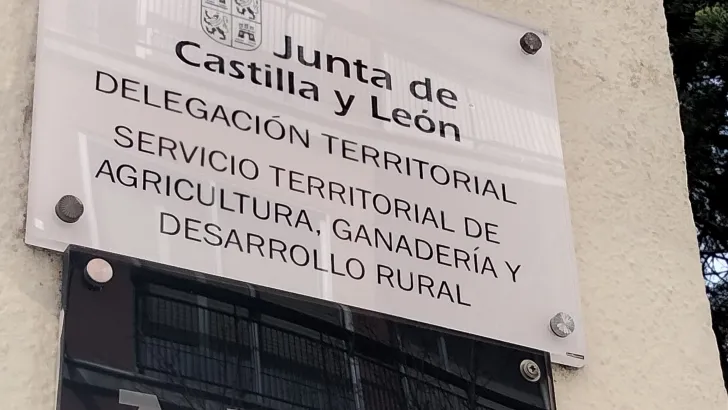 Junta de
Castilla y León
DELEGACIÓN TERRITORIAL
SERVICIO TERRITORIAL DE
AGRICULTURA, GANADERÍA Y
DESARROLLO RURAL